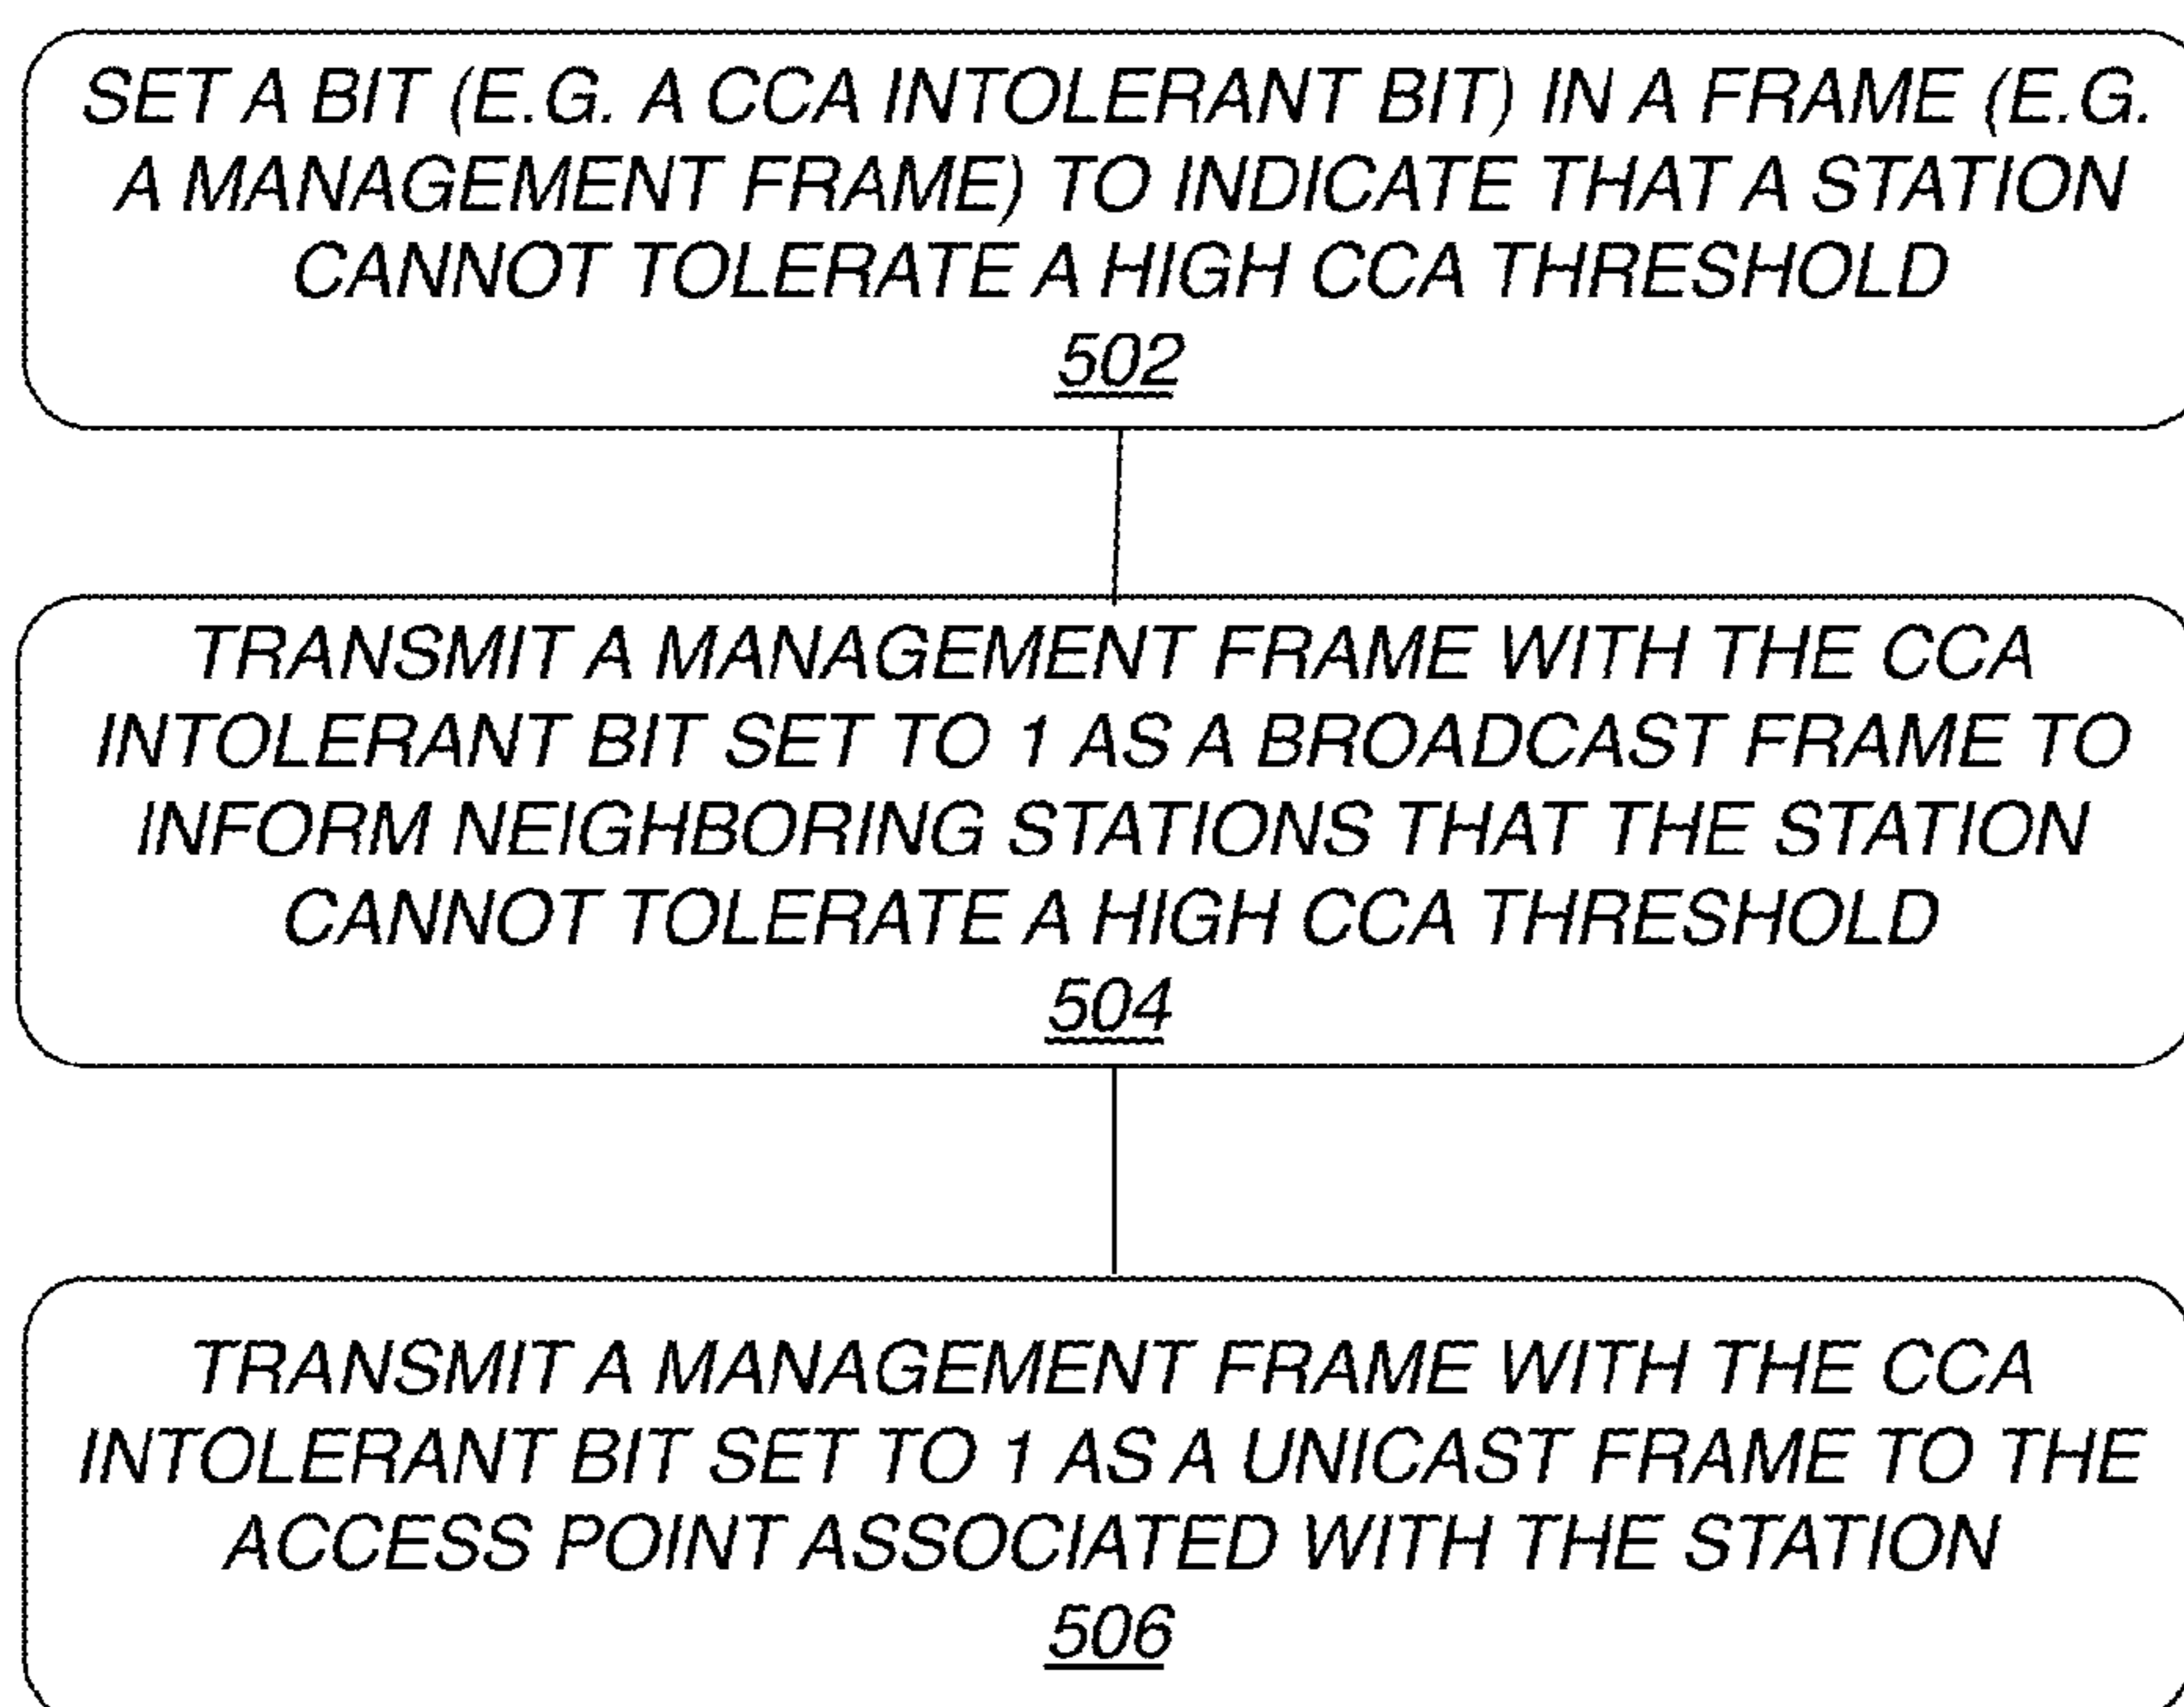 SET A BIT (E.G. A CCA INTOLERANT BIT) IN A FRAME (E.G.
A MANAGEMENT FRAME) TO INDICATE THAT A STATION
CANNOT TOLERATE A HIGH CCA THRESHOLD
502
TRANSMIT A MANAGEMENT FRAME WITH THE CCA
INTOLERANT BIT SET TO 1 AS A BROADCAST FRAME TO
INFORM NEIGHBORING STATIONS THAT THE STATION
CANNOT TOLERATE A HIGH CCA THRESHOLD
504
TRANSMIT A MANAGEMENT FRAME WITH THE CCA
INTOLERANT BIT SET TO 1 AS A UNICAST FRAME TO THE
ACCESS POINT ASSOCIATED WITH THE STATION
506